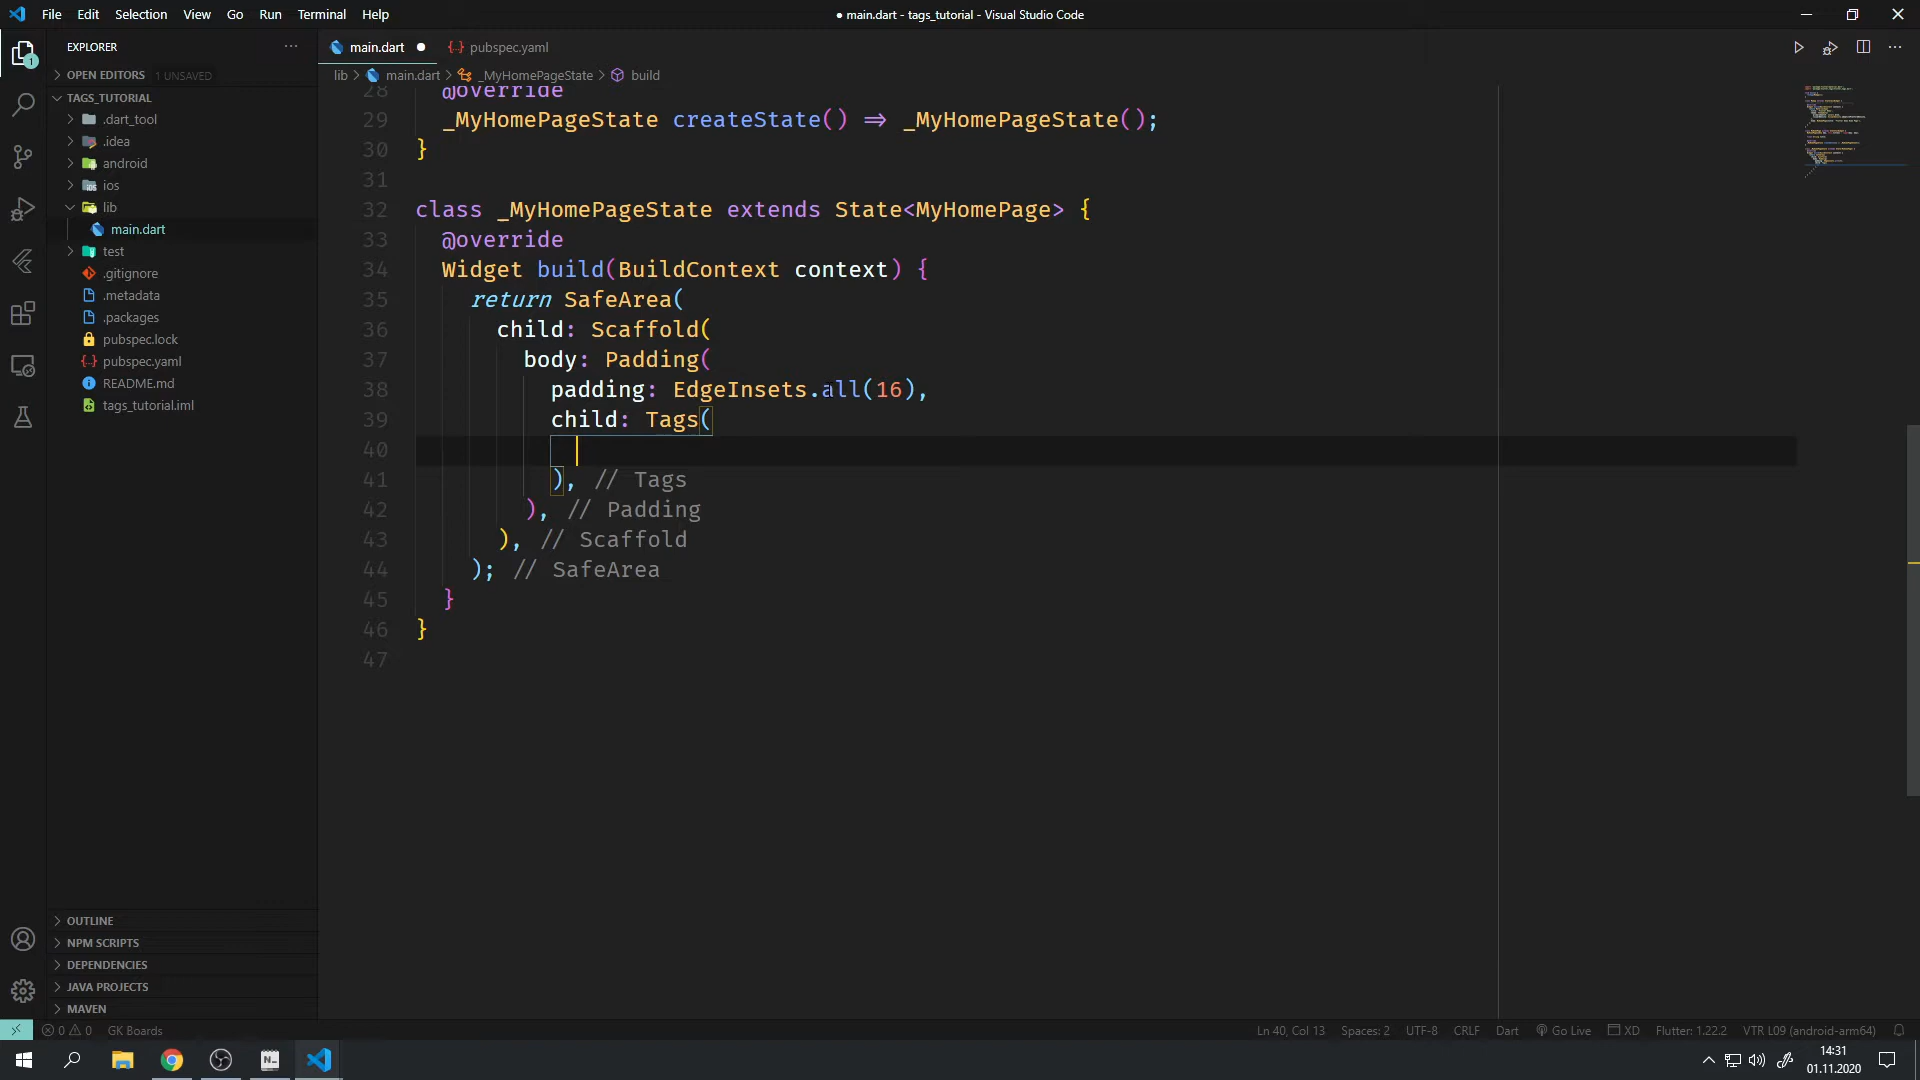 File Edit Selection View Go Run Terminal Help
● main.dart - tags_tutorial - Visual Studio Code
EXPLORER
OPEN EDITORS 1 UNSAVED
TAGS_TUTORIAL
.dart_tool
.idea
android
ios
lib
main.dart
test
.gitignore
.metadata
.packages
pubspec.lock
pubspec.yaml
README.md
tags_tutorial.iml
OUTLINE
NPM SCRIPTS
DEPENDENCIES
JAVA PROJECTS
MAVEN
main.dart ● pubspec.yaml
lib > main.dart > _MyHomePageState > build
28 @override
29 _MyHomePageState createState() => _MyHomePageState();
30 }
31
32 class _MyHomePageState extends State<MyHomePage> {
33 @override
34 Widget build(BuildContext context) {
35 return SafeArea(
36 child: Scaffold(
37 body: Padding(
38 padding: EdgeInsets.all(16),
39 child: Tags(
40
41 ), // Tags
42 ), // Padding
43 ), // Scaffold
44 ); // SafeArea
45 }
46 }
47
0 0 GK Boards
Ln 40, Col 13 Spaces: 2 UTF-8 CRLF Dart Go Live XD Flutter: 1.22.2 VTR L09 (android-arm64)
14:31
01.11.2020